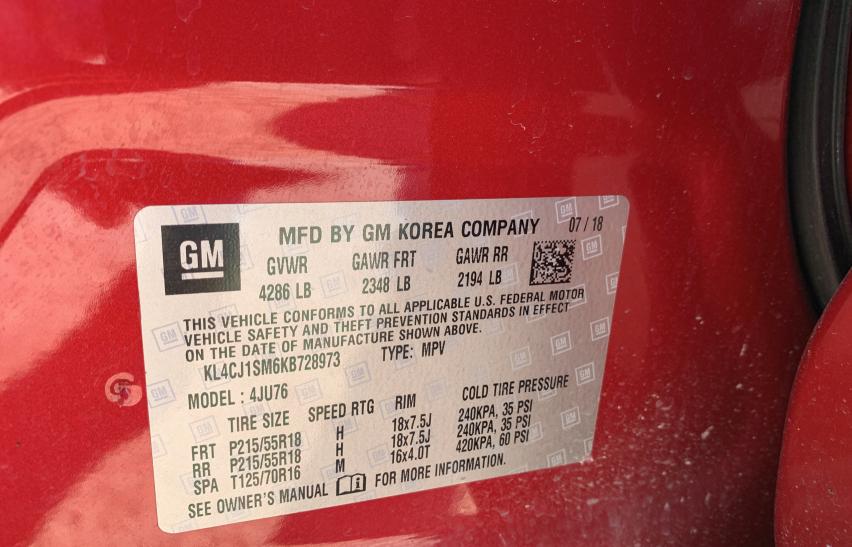 GM
MFD BY GM KOREA COMPANY 07 / 18
GVWR GAWR FRT GAWR RR
4286 LB 2348 LB 2194 LB
THIS VEHICLE CONFORMS TO ALL APPLICABLE U.S. FEDERAL MOTOR
VEHICLE SAFETY AND THEFT PREVENTION STANDARDS IN EFFECT
ON THE DATE OF MANUFACTURE SHOWN ABOVE.
KL4CJ1SM6KB728973 TYPE: MPV
MODEL : 4JU76
TIRE SIZE SPEED RTG RIM COLD TIRE PRESSURE
FRT P215/55R18 H 18x7.5J 240KPA, 35 PSI
RR P215/55R18 H 18x7.5J 240KPA, 35 PSI
SPA T125/70R16 M 16x4.0T 420KPA, 60 PSI
SEE OWNER'S MANUAL FOR MORE INFORMATION.